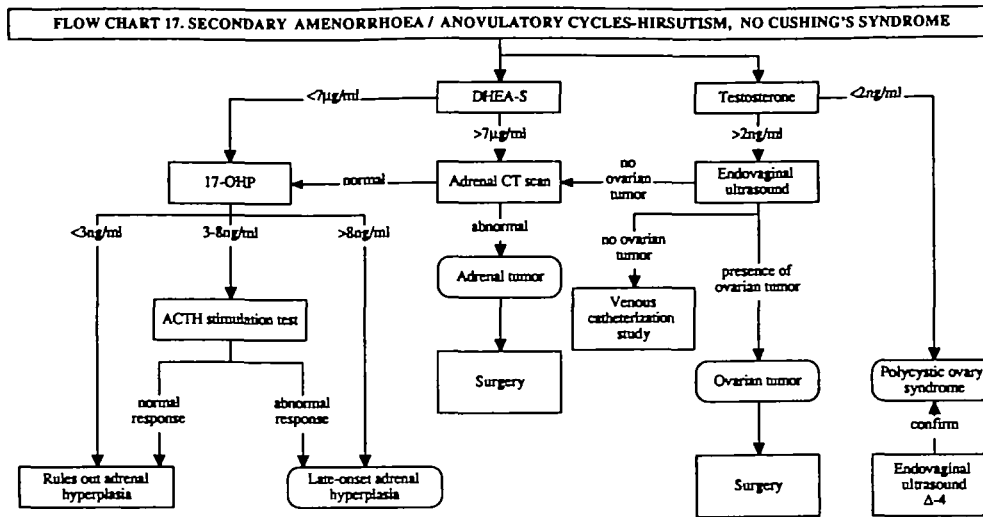 FLOW CHART 17. SECONDARY AMENORRHOEA / ANOVULATORY CYCLES-HIRSUTISM, NO CUSHING'S SYNDROME
<7μg/ml
DHEA-S
Testosterone
<2ng/ml
>7μg/ml
>2ng/ml
17-OHP
normal
Adrenal CT scan
no
ovarian
tumor
Endovaginal
ultrasound
<3ng/ml
3-8ng/ml
>8ng/ml
abnormal
no ovarian
tumor
presence of
ovarian tumor
Adrenal tumor
Venous
catheterization
study
ACTH stimulation test
Surgery
Ovarian tumor
Polycystic ovary
syndrome
normal
response
abnormal
response
confirm
Rules out adrenal
hyperplasia
Late-onset adrenal
hyperplasia
Surgery
Endovaginal
ultrasound
Δ-4